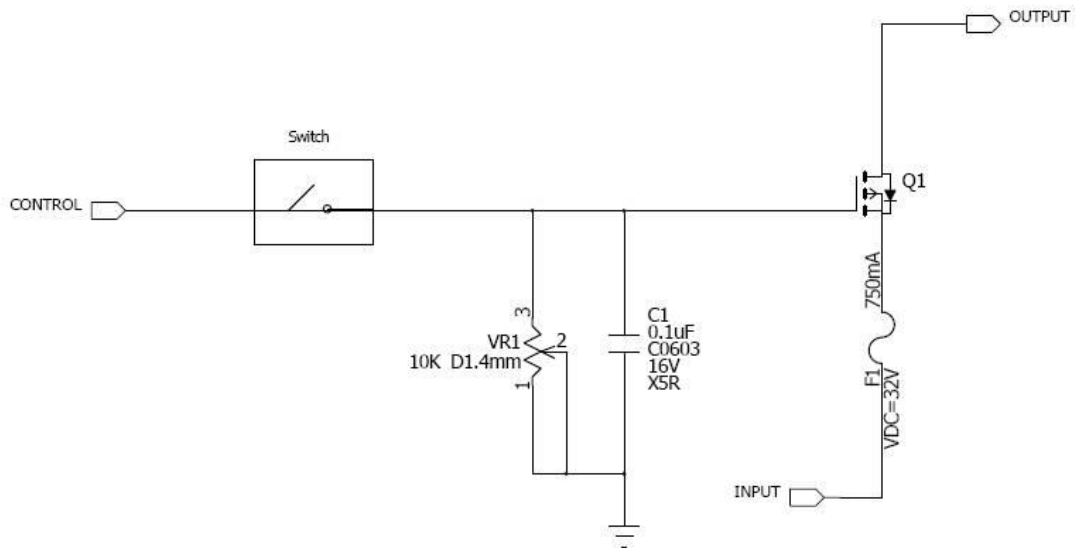 OUTPUT
Switch
Q1
CONTROL
750mA
3
C1
VR1 2
0.1uF
10K D1.4mm
C0603
16V
1
X5R
F1
VDC=32V
INPUT